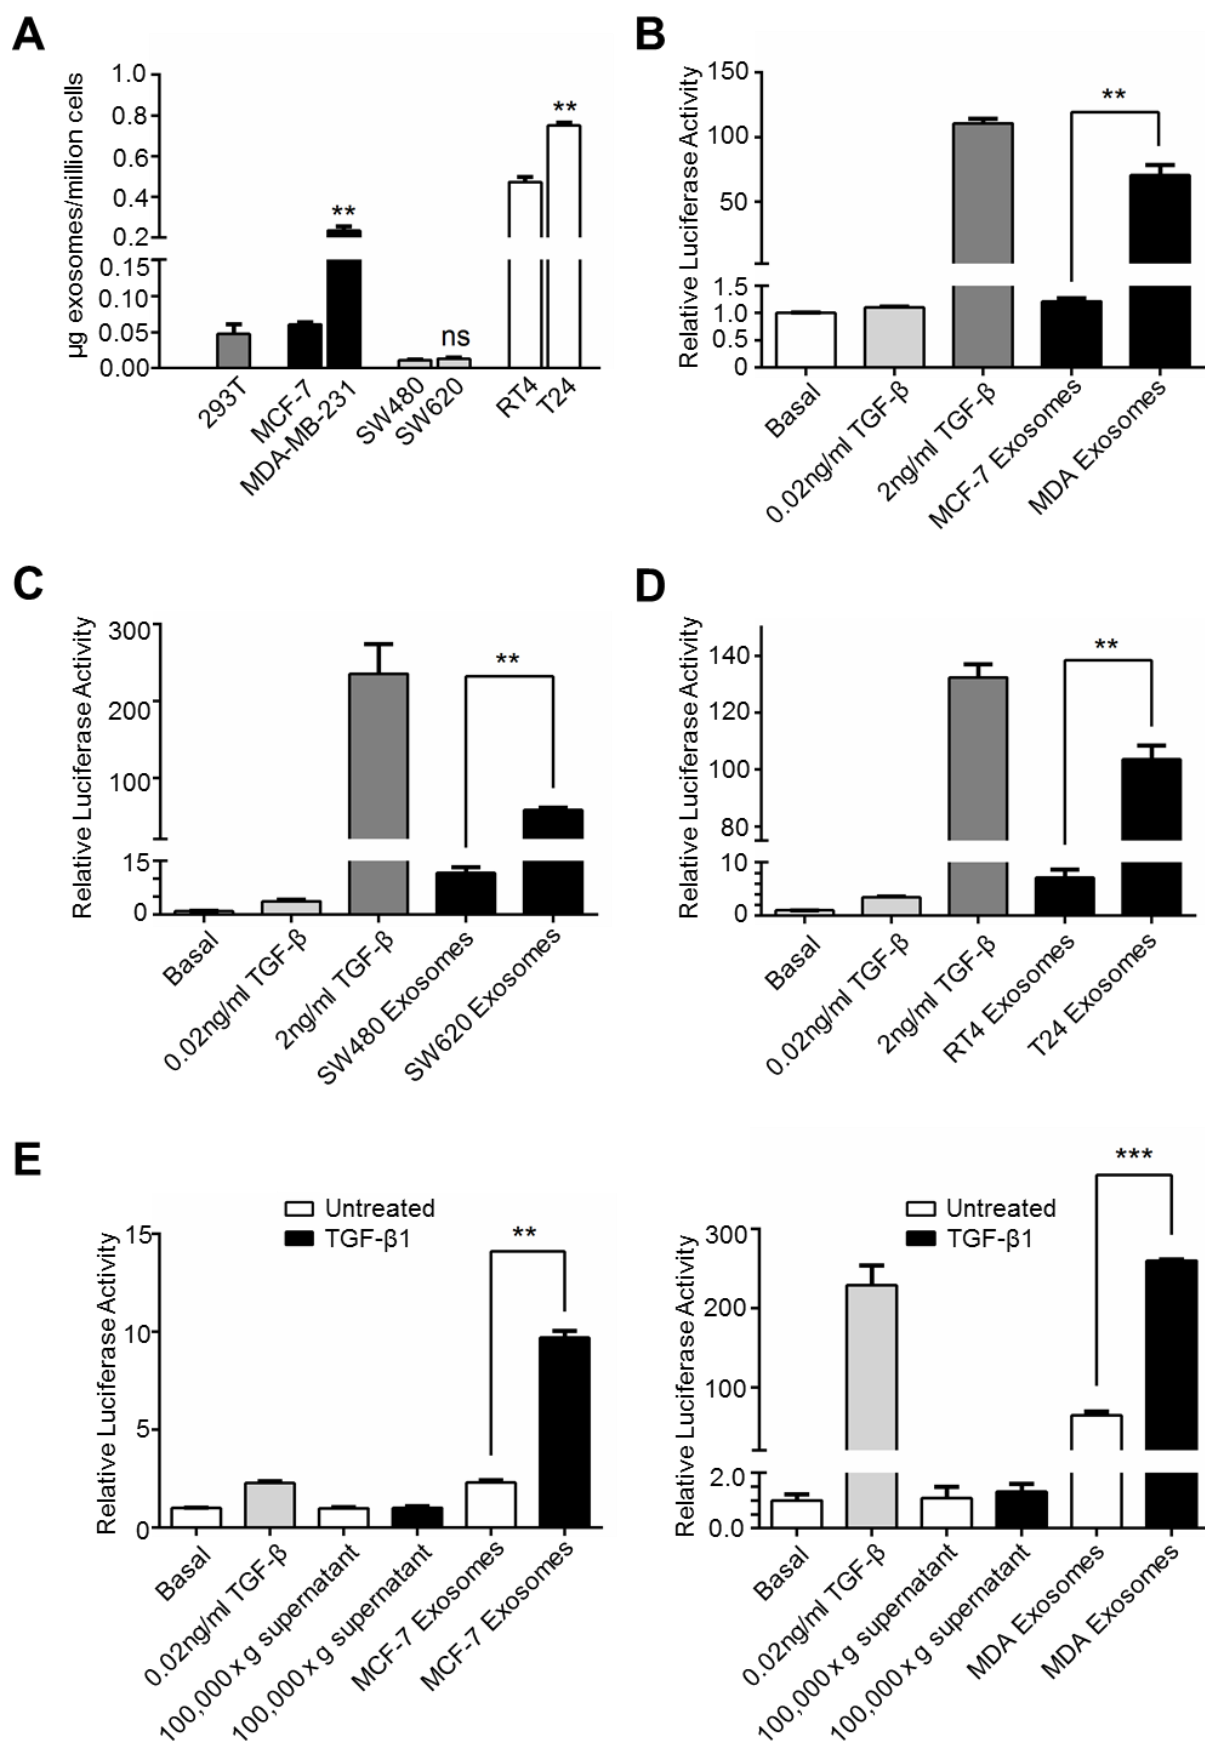 A
µg exosomes/million cells
1.0
0.8
0.6
0.4
0.2
0.15
0.10
0.05
0.00
**
ns
**
293T
MCF-7
MDA-MB-231
SW480
SW620
RT4
T24
B
Relative Luciferase Activity
150
100
50
1.5
1.0
0.5
0
**
Basal
0.02ng/ml TGF-β
2ng/ml TGF-β
MCF-7 Exosomes
MDA Exosomes
C
Relative Luciferase Activity
300
200
100
15
0
**
Basal
0.02ng/ml TGF-β
2ng/ml TGF-β
SW480 Exosomes
SW620 Exosomes
D
Relative Luciferase Activity
140
120
100
80
10
0
**
Basal
0.02ng/ml TGF-β
2ng/ml TGF-β
RT4 Exosomes
T24 Exosomes
E
Relative Luciferase Activity
15
10
5
0
Untreated
TGF-β1
**
Basal
0.02ng/ml TGF-β
100,000 x g supernatant
100,000 x g supernatant
MCF-7 Exosomes
MCF-7 Exosomes
Relative Luciferase Activity
300
200
100
2.0
0.0
Untreated
TGF-β1
***
Basal
0.02ng/ml TGF-β
100,000 x g supernatant
100,000 x g supernatant
MDA Exosomes
MDA Exosomes